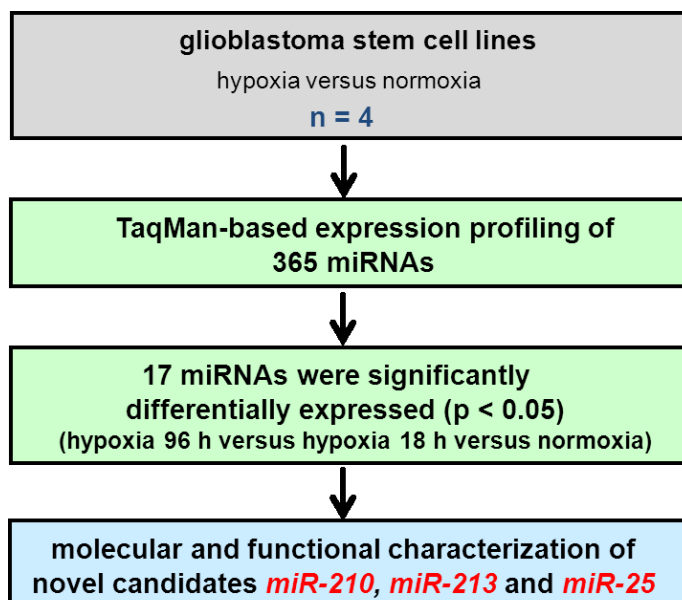 glioblastoma stem cell lines
hypoxia versus normoxia
n = 4
TaqMan-based expression profiling of
365 miRNAs
17 miRNAs were significantly
differentially expressed (p < 0.05)
(hypoxia 96 h versus hypoxia 18 h versus normoxia)
molecular and functional characterization of
novel candidates miR-210, miR-213 and miR-25